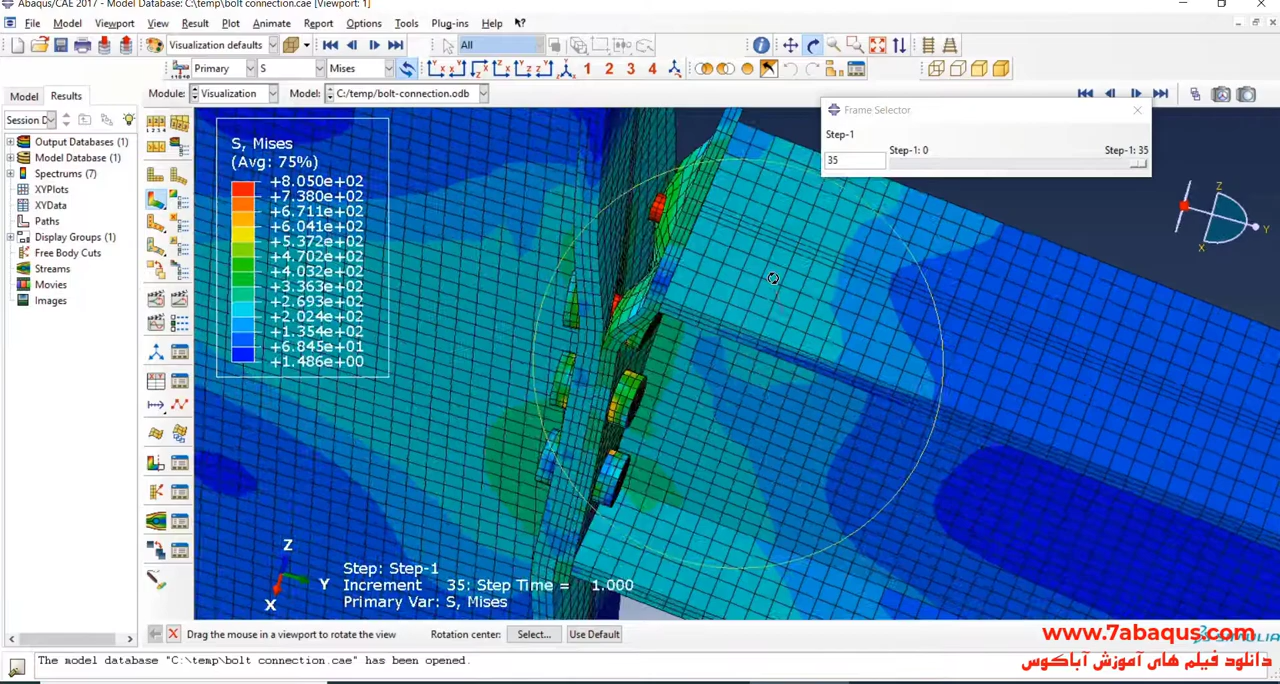 Abaqus/CAE 2017 - Model Database: C:\temp\bolt connection.cae [Viewport: 1]
File Model Viewport View Result Plot Animate Report Options Tools Plug-ins Help
Visualization defaults All
Primary S Mises 1 2 3 4
Model Results Module: Visualization Model: C:/temp/bolt-connection.odb
Session D
Output Databases (1)
Model Database (1)
Spectrums (7)
XYPlots
XYData
Paths
Display Groups (1)
Free Body Cuts
Streams
Movies
Images
S, Mises
(Avg: 75%)
+8.050e+02
+7.380e+02
+6.711e+02
+6.041e+02
+5.372e+02
+4.702e+02
+4.032e+02
+3.363e+02
+2.693e+02
+2.024e+02
+1.354e+02
+6.845e+01
+1.486e+00
Frame Selector
Step-1
35 Step-1: 0 Step-1: 35
Z
Y
X
Z
Y
X
Step: Step-1
Increment 35: Step Time = 1.000
Primary Var: S, Mises
Drag the mouse in a viewport to rotate the view Rotation center: Select... Use Default
www.7abaqus.com
دانلود فیلم های آموزش آباکوس
The model database "C:\temp\bolt connection.cae" has been opened.